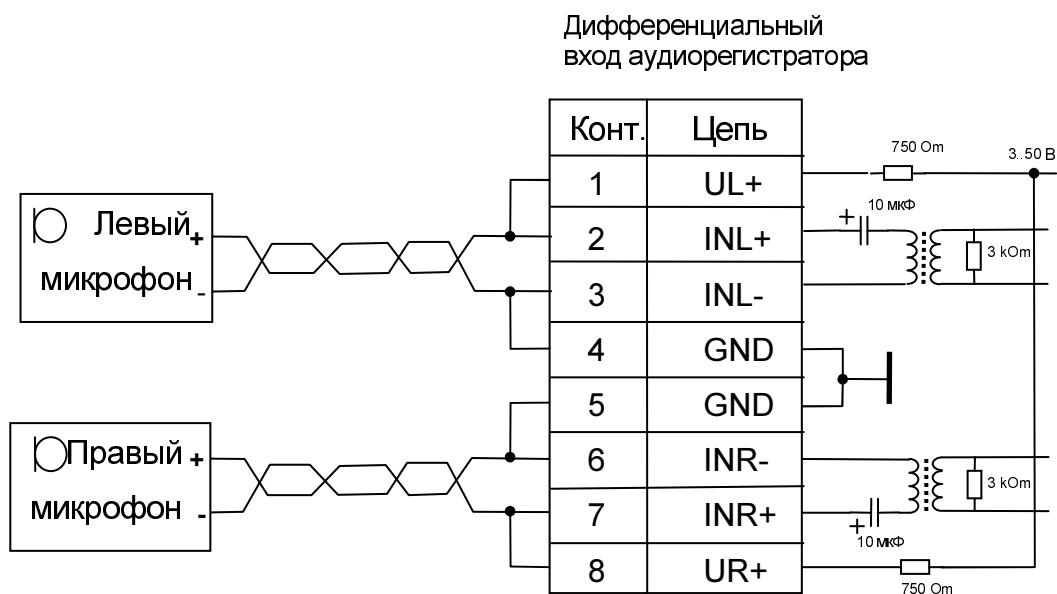 Дифференциальный
вход аудиорегистратора
Конт. Цепь
1 UL+
2 INL+
3 INL-
4 GND
5 GND
6 INR-
7 INR+
8 UR+
Левый +
микрофон -
Правый +
микрофон -
750 Om
3..50 В
10 мкФ
+
3 kOm
3 kOm
+
10 мкФ
750 Om